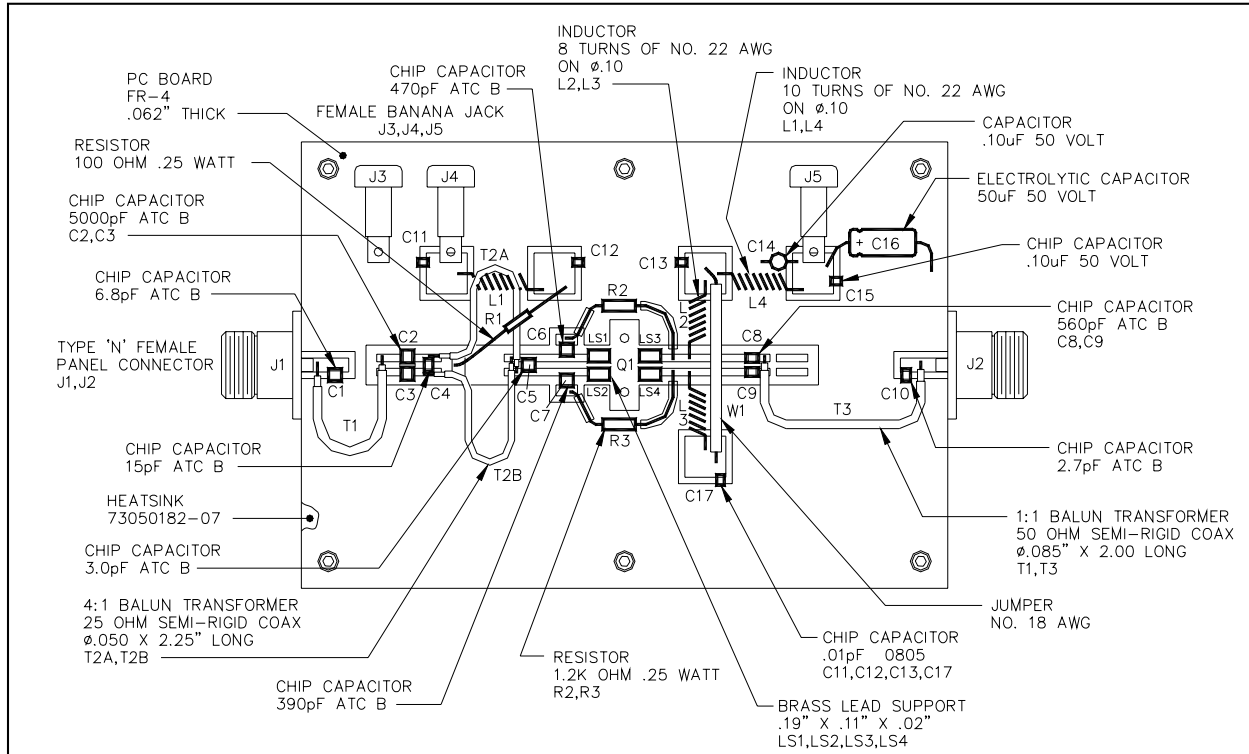 INDUCTOR
8 TURNS OF NO. 22 AWG
ON ø.10
L2,L3
INDUCTOR
10 TURNS OF NO. 22 AWG
ON ø.10
L1,L4
CHIP CAPACITOR
470pF ATC B
PC BOARD
FR-4
.062" THICK
FEMALE BANANA JACK
J3,J4,J5
CAPACITOR
.10uF 50 VOLT
RESISTOR
100 OHM .25 WATT
ELECTROLYTIC CAPACITOR
50uF 50 VOLT
CHIP CAPACITOR
5000pF ATC B
C2,C3
CHIP CAPACITOR
.10uF 50 VOLT
CHIP CAPACITOR
6.8pF ATC B
CHIP CAPACITOR
560pF ATC B
C8,C9
TYPE 'N' FEMALE
PANEL CONNECTOR
J1,J2
J3
J4
J5
C11
T2A
C12
C13
C14
+ C16
C15
L1
R1
R2
L4
L
2
C6
LS1
LS3
C8
J1
C2
Q1
J2
C1
C3
C4
C5
LS2
LS4
C9
C10
C7
L
3
W1
T1
T3
R3
T2B
C17
CHIP CAPACITOR
15pF ATC B
CHIP CAPACITOR
2.7pF ATC B
HEATSINK
73050182-07
1:1 BALUN TRANSFORMER
50 OHM SEMI-RIGID COAX
ø.085" X 2.00 LONG
T1,T3
CHIP CAPACITOR
3.0pF ATC B
4:1 BALUN TRANSFORMER
25 OHM SEMI-RIGID COAX
ø.050 X 2.25" LONG
T2A,T2B
JUMPER
NO. 18 AWG
CHIP CAPACITOR
.01pF 0805
C11,C12,C13,C17
RESISTOR
1.2K OHM .25 WATT
R2,R3
CHIP CAPACITOR
390pF ATC B
BRASS LEAD SUPPORT
.19" X .11" X .02"
LS1,LS2,LS3,LS4